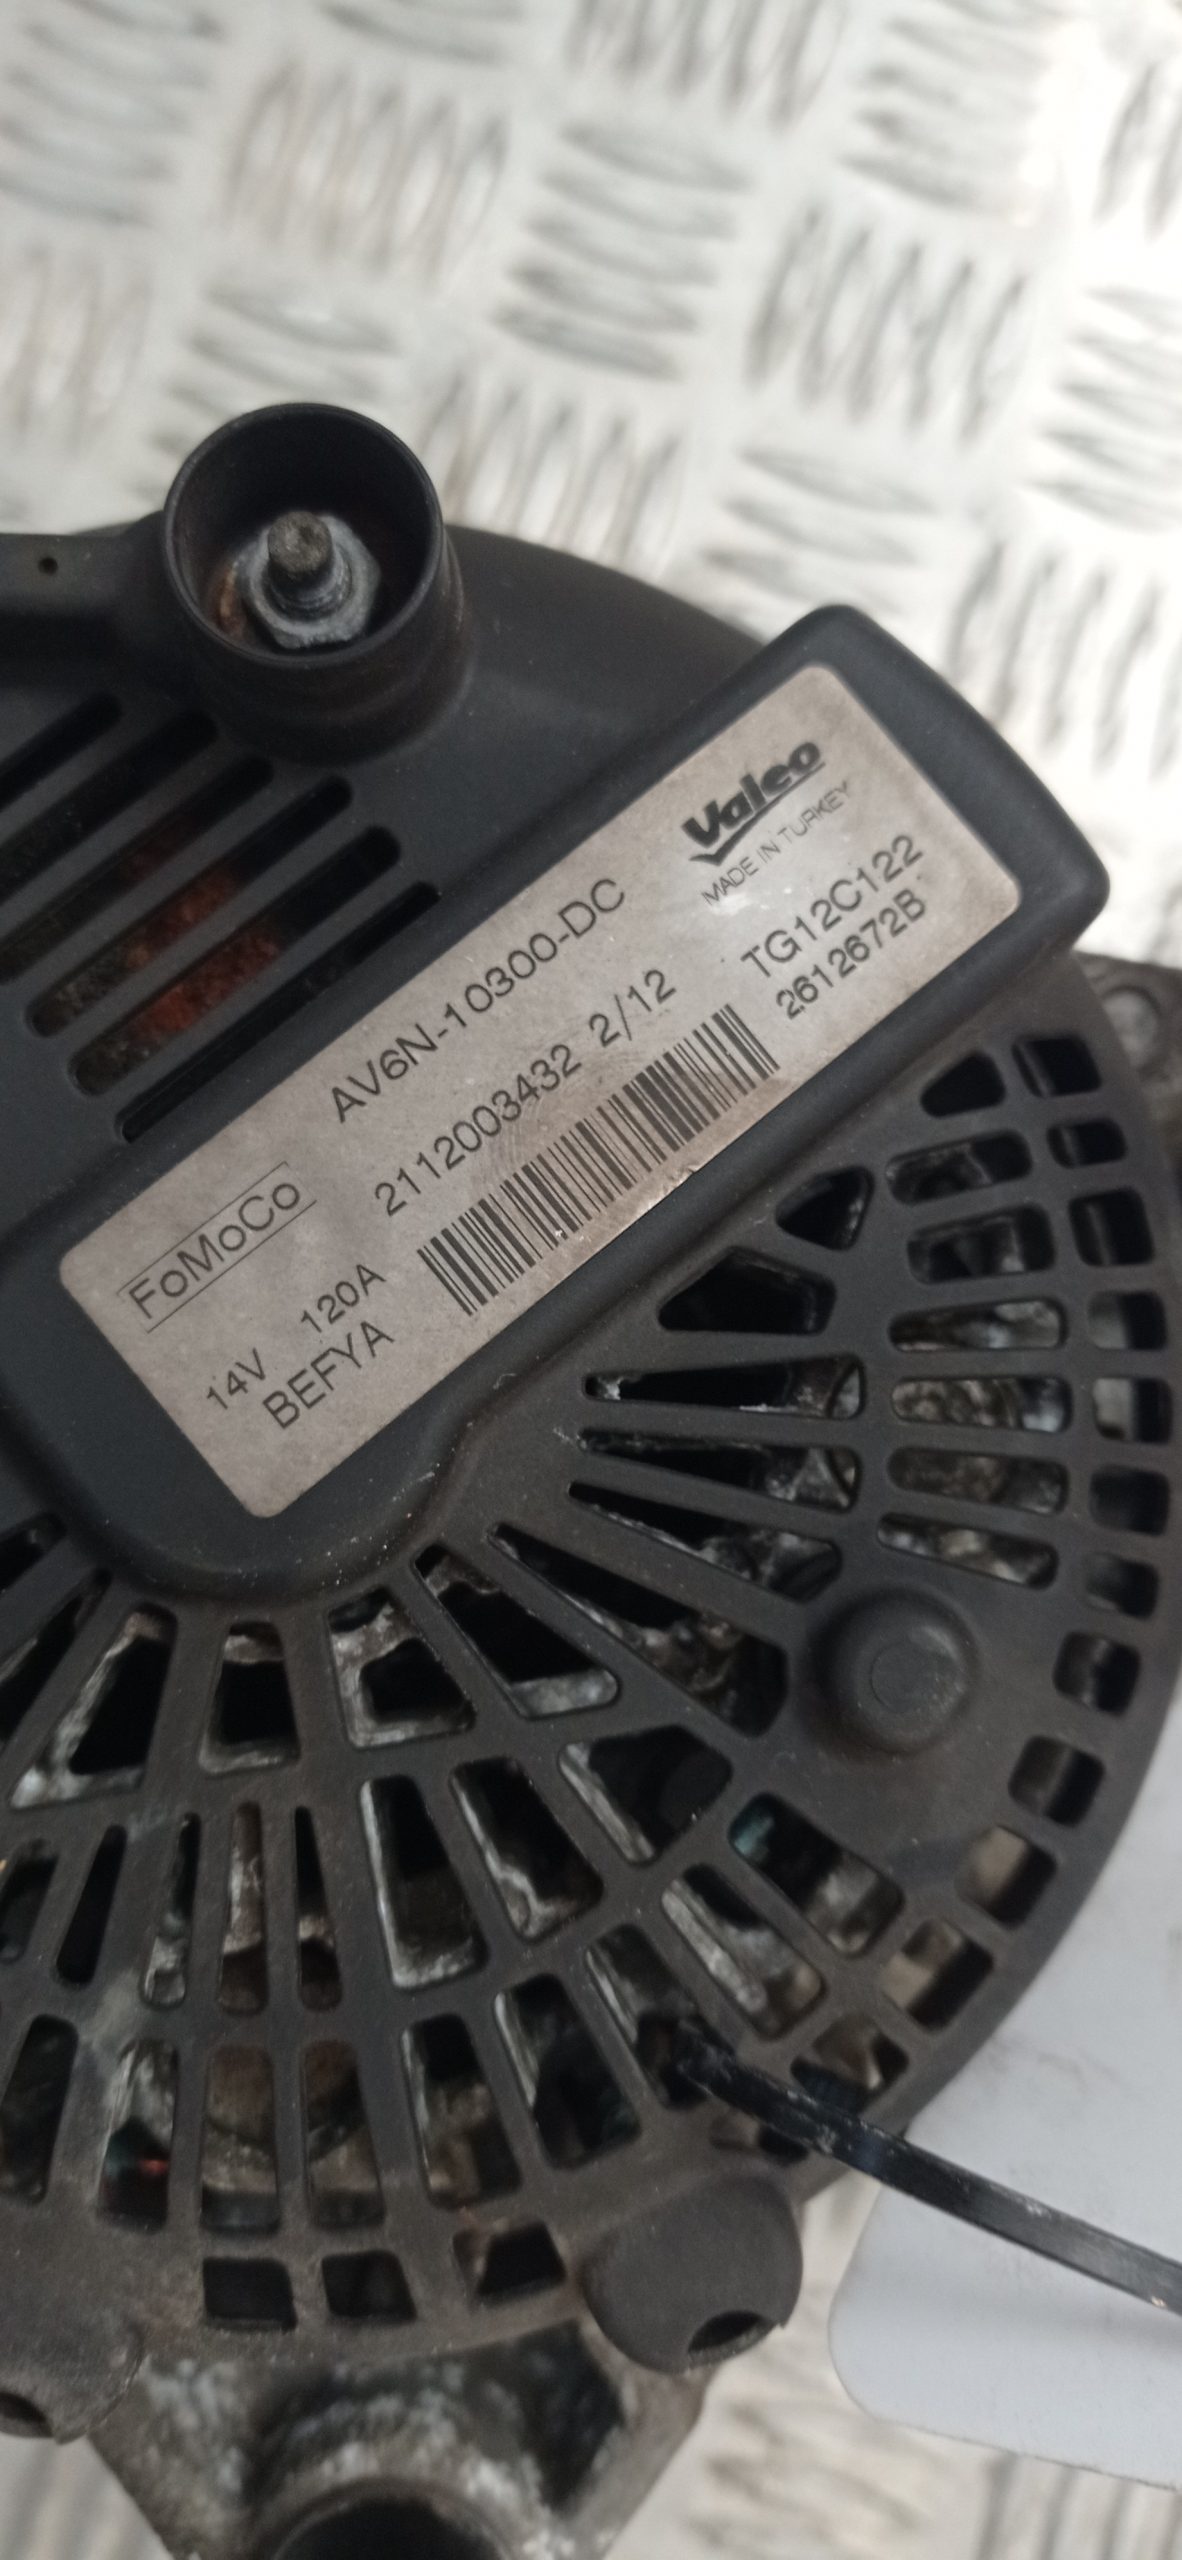 FoMoCo
AV6N-10300-DC
Valeo
MADE IN TURKEY
14V 120A
2112003432 2/12
TG12C122
BEFYA
2612672B